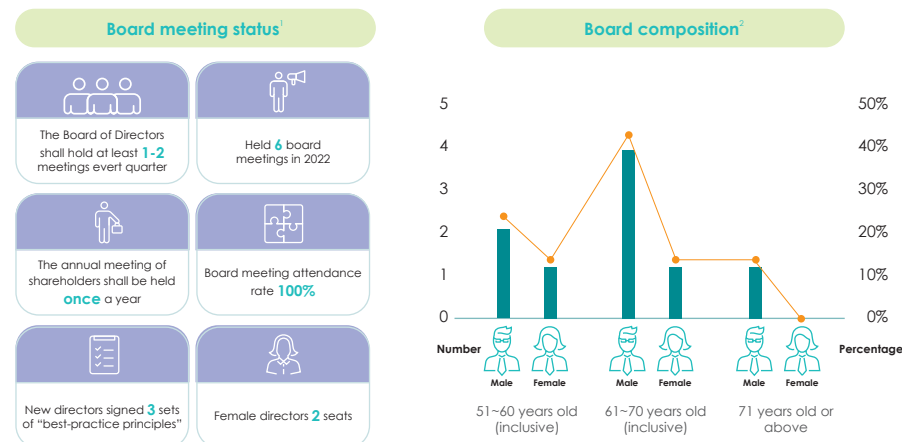 Board meeting status1
The Board of Directors
shall hold at least 1-2
meetings evert quarter
Held 6 board
meetings in 2022
The annual meeting of
shareholders shall be held
once a year
Board meeting attendance
rate 100%
New directors signed 3 sets
of “best-practice principles”
Female directors 2 seats
Board composition2
5
50%
4
40%
3
30%
2
20%
1
10%
0
0%
Number
Percentage
Male
Female
Male
Female
Male
Female
51~60 years old
(inclusive)
61~70 years old
(inclusive)
71 years old or
above